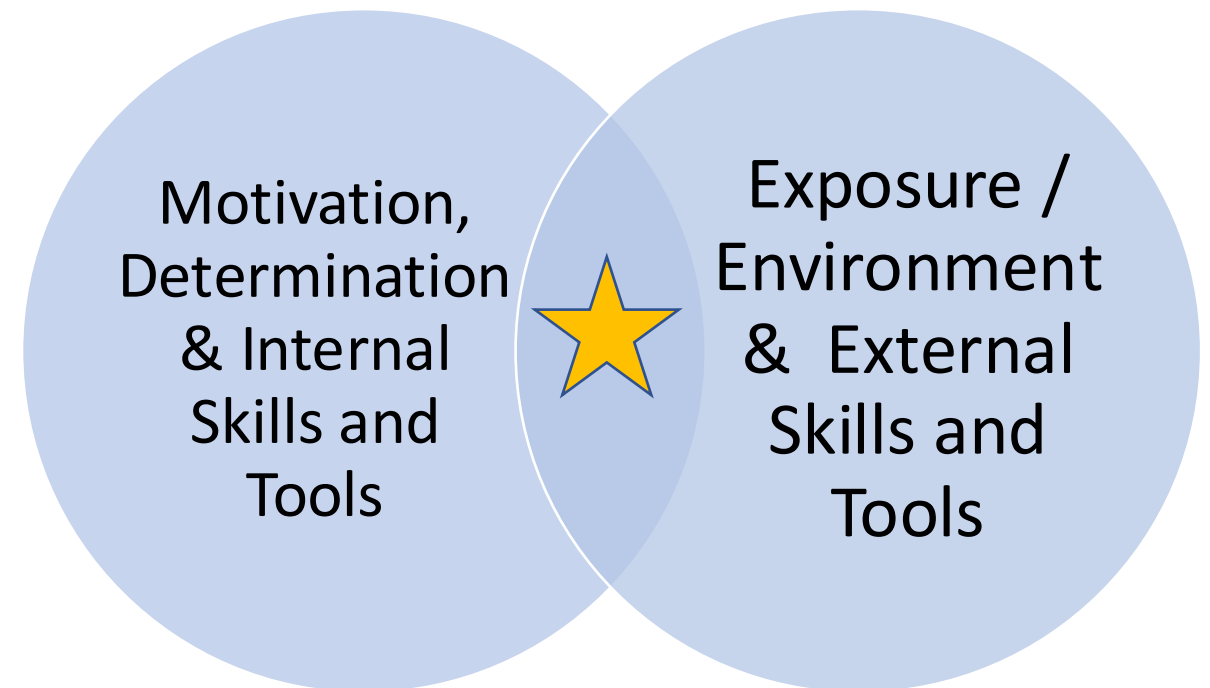 Motivation,
Determination
& Internal
Skills and
Tools
Exposure /
Environment
&  External
Skills and
Tools